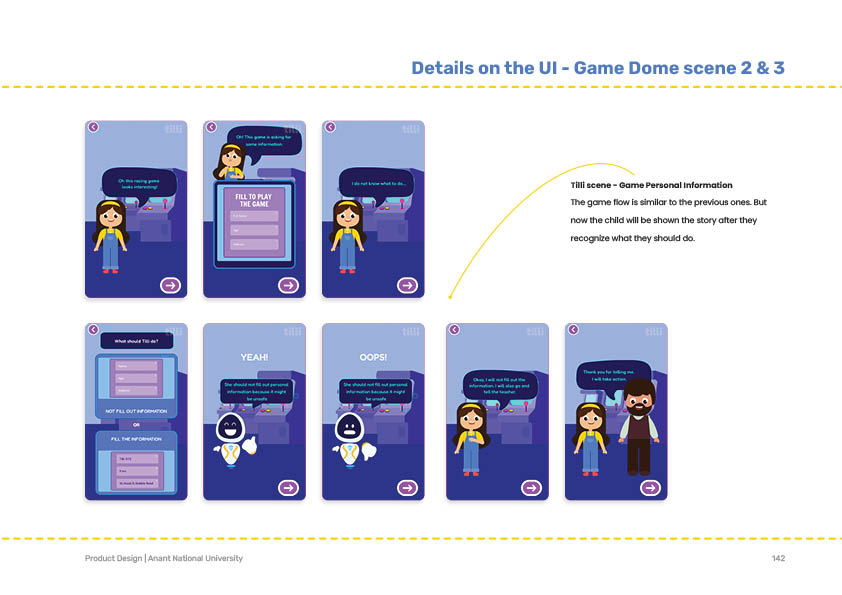 Details on the UI - Game Dome scene 2 & 3
tilli
Oh this racing game
looks interesting!
tilli
Oh! This game is asking for
some information.
FILL TO PLAY
THE GAME
Full Name
Age
Address
tilli
I do not know what to do...
Tilli scene - Game Personal Information
The game flow is similar to the previous ones. But
now the child will be shown the story after they
recognize what they should do.
tilli
What should Tilli do?
Name
Age
Address
NOT FILL OUT INFORMATION
OR
FILL THE INFORMATION
tilli
YEAH!
She should not fill out personal
information because it might
be unsafe
tilli
OOPS!
She should not fill out personal
information because it might
be unsafe
tilli
Okay, I will not fill out the
information. I will also go and
tell the teacher.
tilli
Thank you for telling me.
I will take action.
Product Design | Anant National University
142